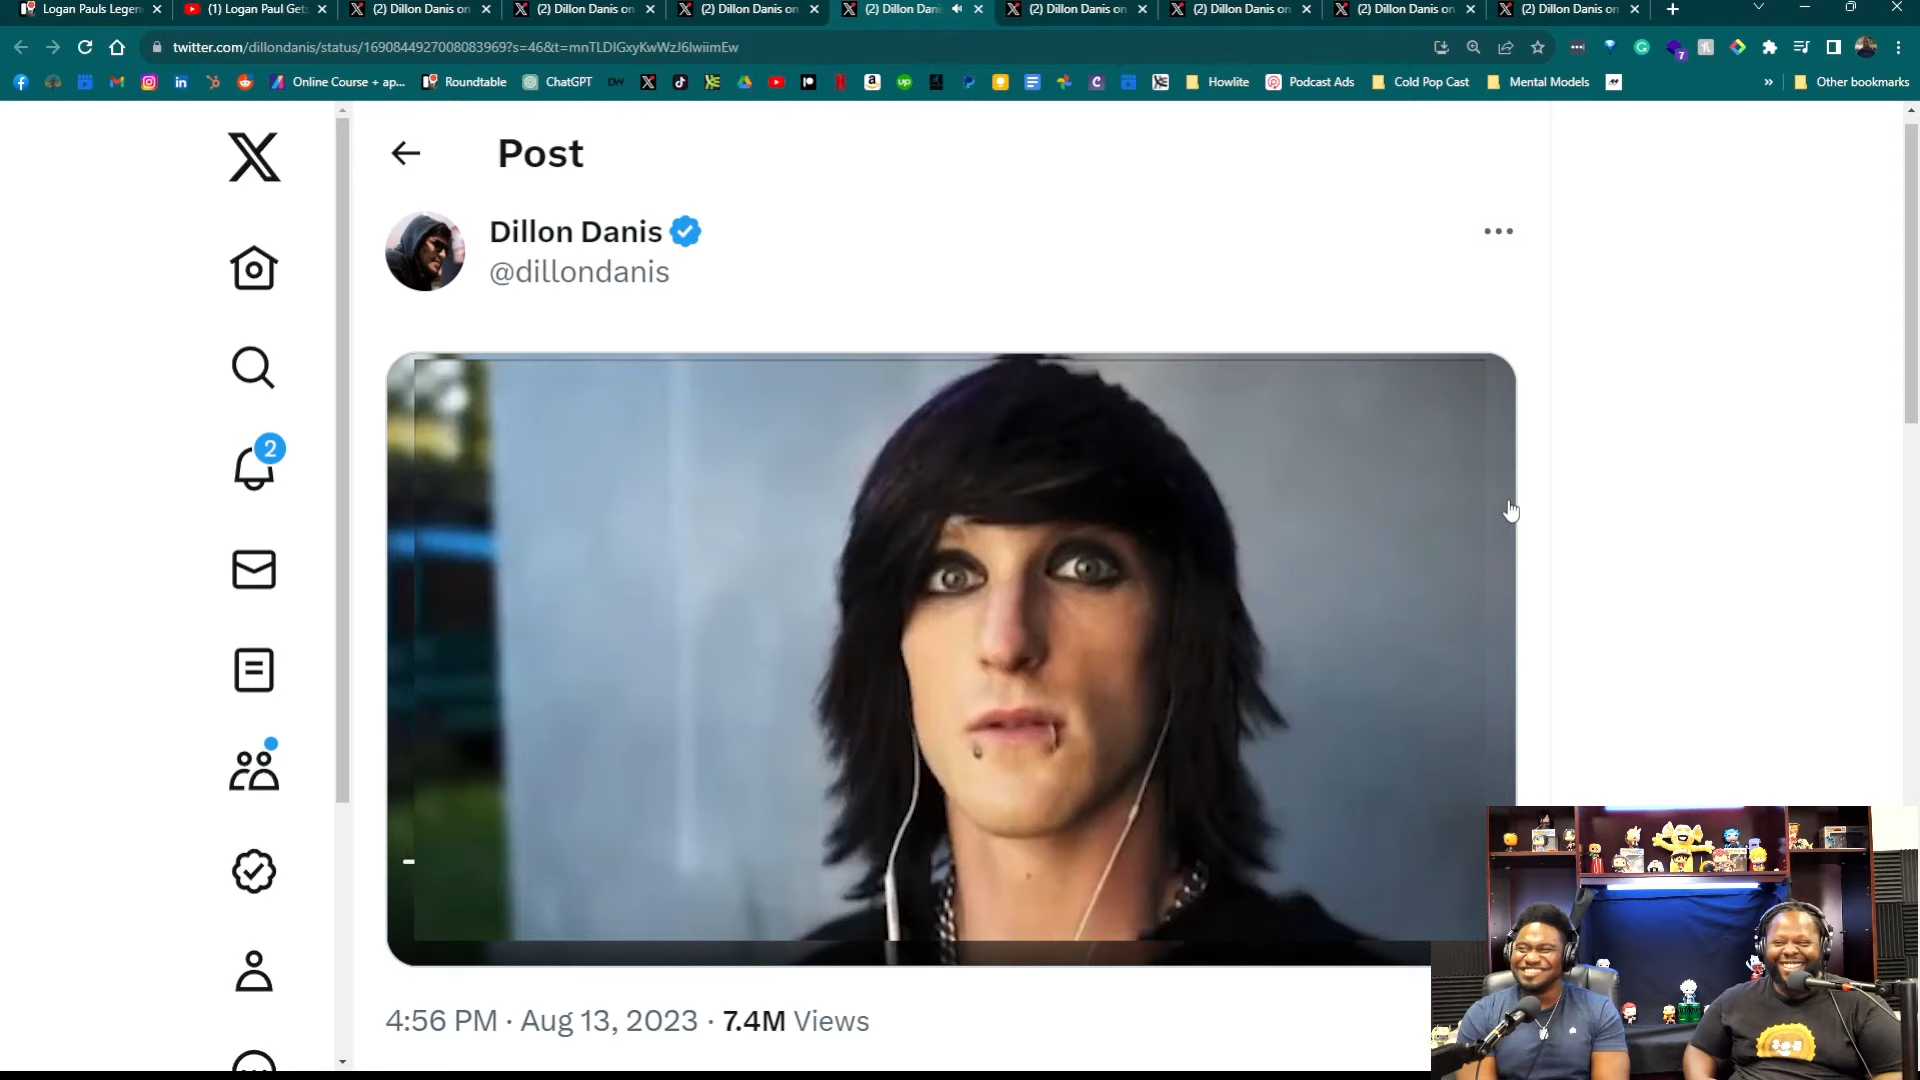 Logan Pauls Legen
(1) Logan Paul Get
(2) Dillon Danis on
(2) Dillon Danis on
(2) Dillon Danis on
(2) Dillon Dani
(2) Dillon Danis on
(2) Dillon Danis on
(2) Dillon Danis on
(2) Dillon Danis on
twitter.com/dillondanis/status/1690844927008083969?s=46&t=mnTLDIGxyKwWzJ6IwiimEw
7
Online Course + ap...
Roundtable
ChatGPT
DW
Howlite
Podcast Ads
Cold Pop Cast
Mental Models
»
Other bookmarks
Post
Dillon Danis
@dillondanis
2
4:56 PM · Aug 13, 2023 · 7.4M Views